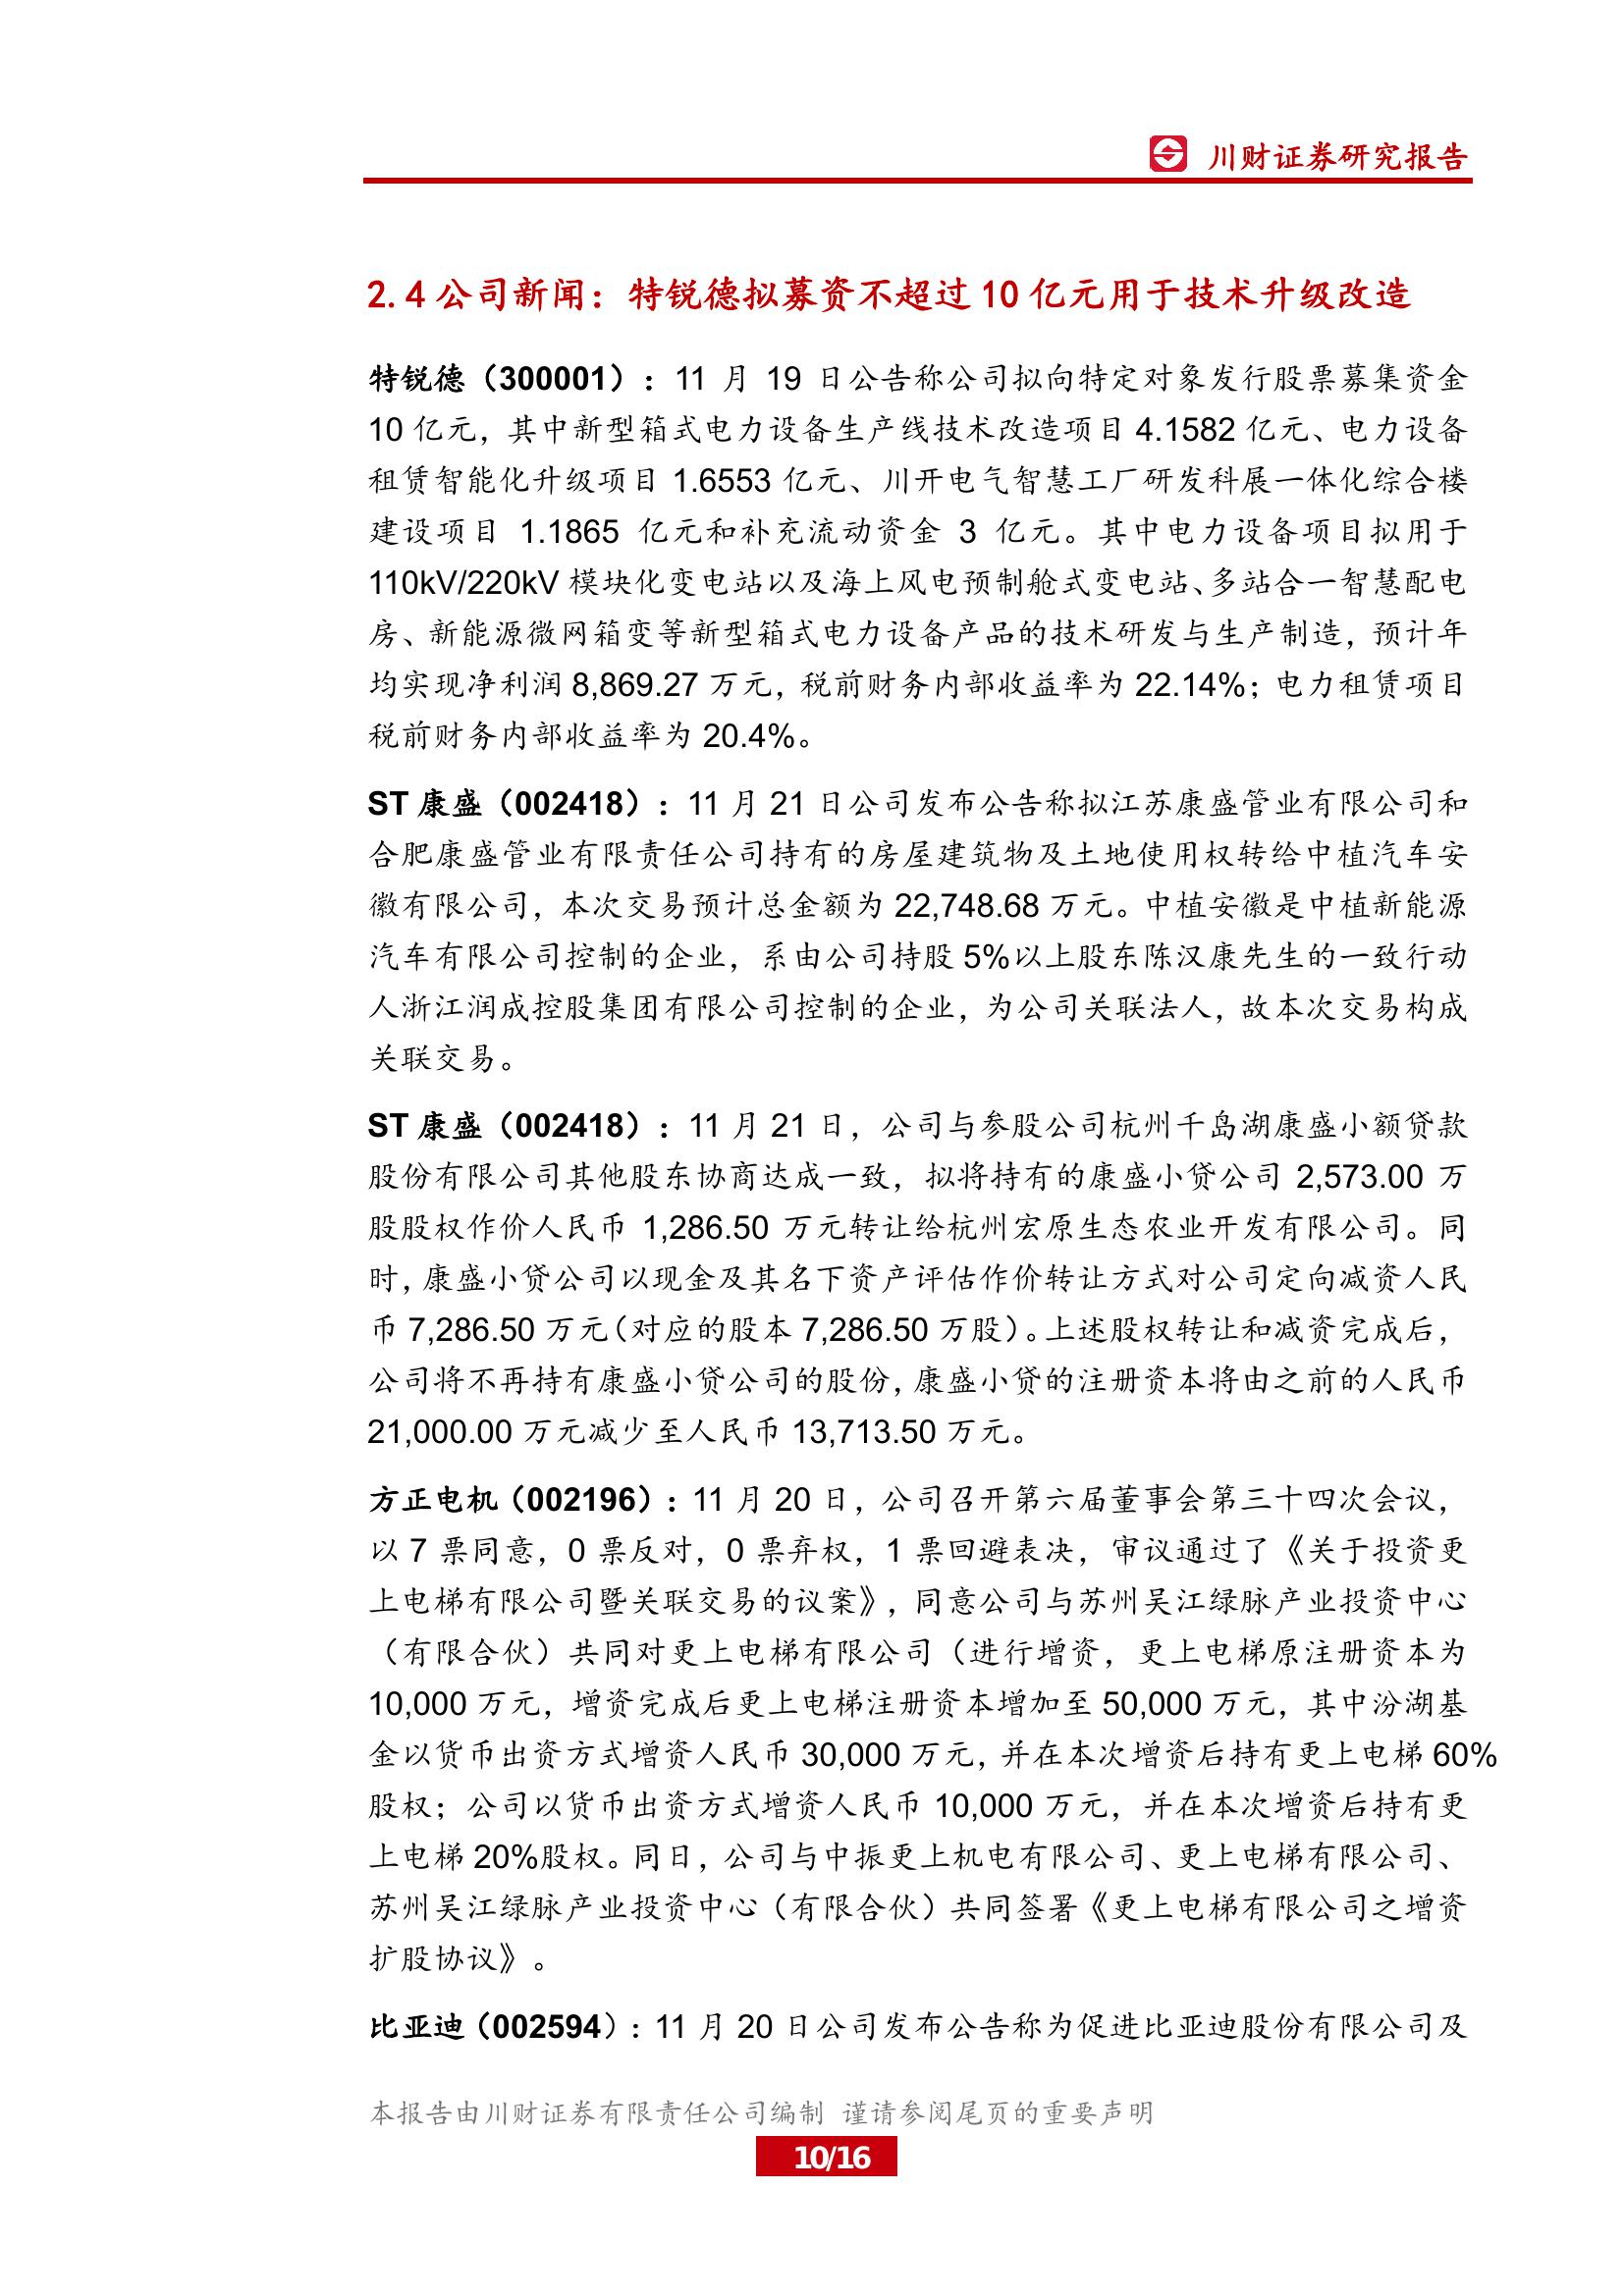 川财证券研究报告
2.4 公司新闻：特锐德拟募资不超过 10 亿元用于技术升级改造
特锐德（300001）：11 月 19 日公告称公司拟向特定对象发行股票募集资金
10 亿元，其中新型箱式电力设备生产线技术改造项目 4.1582 亿元、电力设备
租赁智能化升级项目 1.6553 亿元、川开电气智慧工厂研发科展一体化综合楼
建设项目 1.1865 亿元和补充流动资金 3 亿元。其中电力设备项目拟用于
110kV/220kV 模块化变电站以及海上风电预制舱式变电站、多站合一智慧配电
房、新能源微网箱变等新型箱式电力设备产品的技术研发与生产制造，预计年
均实现净利润 8,869.27 万元，税前财务内部收益率为 22.14%；电力租赁项目
税前财务内部收益率为 20.4%。
ST 康盛（002418）：11 月 21 日公司发布公告称拟江苏康盛管业有限公司和
合肥康盛管业有限责任公司持有的房屋建筑物及土地使用权转给中植汽车安
徽有限公司，本次交易预计总金额为 22,748.68 万元。中植安徽是中植新能源
汽车有限公司控制的企业，系由公司持股 5%以上股东陈汉康先生的一致行动
人浙江润成控股集团有限公司控制的企业，为公司关联法人，故本次交易构成
关联交易。
ST 康盛（002418）：11 月 21 日，公司与参股公司杭州千岛湖康盛小额贷款
股份有限公司其他股东协商达成一致，拟将持有的康盛小贷公司 2,573.00 万
股股权作价人民币 1,286.50 万元转让给杭州宏原生态农业开发有限公司。同
时，康盛小贷公司以现金及其名下资产评估作价转让方式对公司定向减资人民
币 7,286.50 万元（对应的股本 7,286.50 万股）。上述股权转让和减资完成后，
公司将不再持有康盛小贷公司的股份，康盛小贷的注册资本将由之前的人民币
21,000.00 万元减少至人民币 13,713.50 万元。
方正电机（002196）：11 月 20 日，公司召开第六届董事会第三十四次会议，
以 7 票同意，0 票反对，0 票弃权，1 票回避表决，审议通过了《关于投资更
上电梯有限公司暨关联交易的议案》，同意公司与苏州吴江绿脉产业投资中心
（有限合伙）共同对更上电梯有限公司（进行增资，更上电梯原注册资本为
10,000 万元，增资完成后更上电梯注册资本增加至 50,000 万元，其中汾湖基
金以货币出资方式增资人民币 30,000 万元，并在本次增资后持有更上电梯 60%
股权；公司以货币出资方式增资人民币 10,000 万元，并在本次增资后持有更
上电梯 20%股权。同日，公司与中振更上机电有限公司、更上电梯有限公司、
苏州吴江绿脉产业投资中心（有限合伙）共同签署《更上电梯有限公司之增资
扩股协议》。
比亚迪（002594）：11 月 20 日公司发布公告称为促进比亚迪股份有限公司及
本报告由川财证券有限责任公司编制 谨请参阅尾页的重要声明
10/16